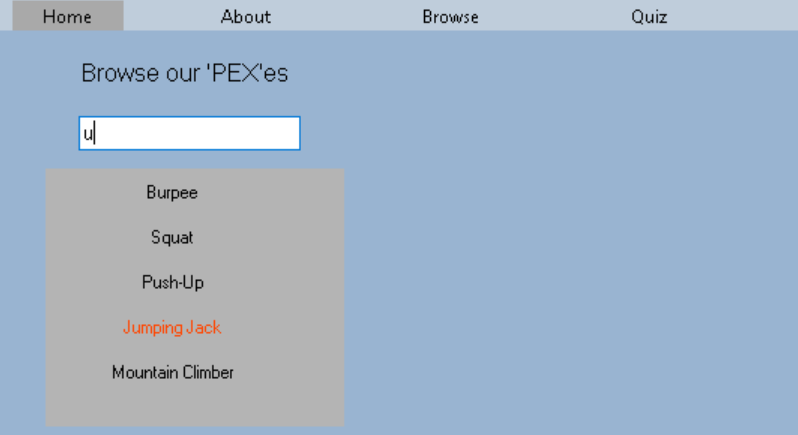 Home About Browse Quiz
Browse our 'PEX'es
u
Burpee
Squat
Push-Up
Jumping Jack
Mountain Climber